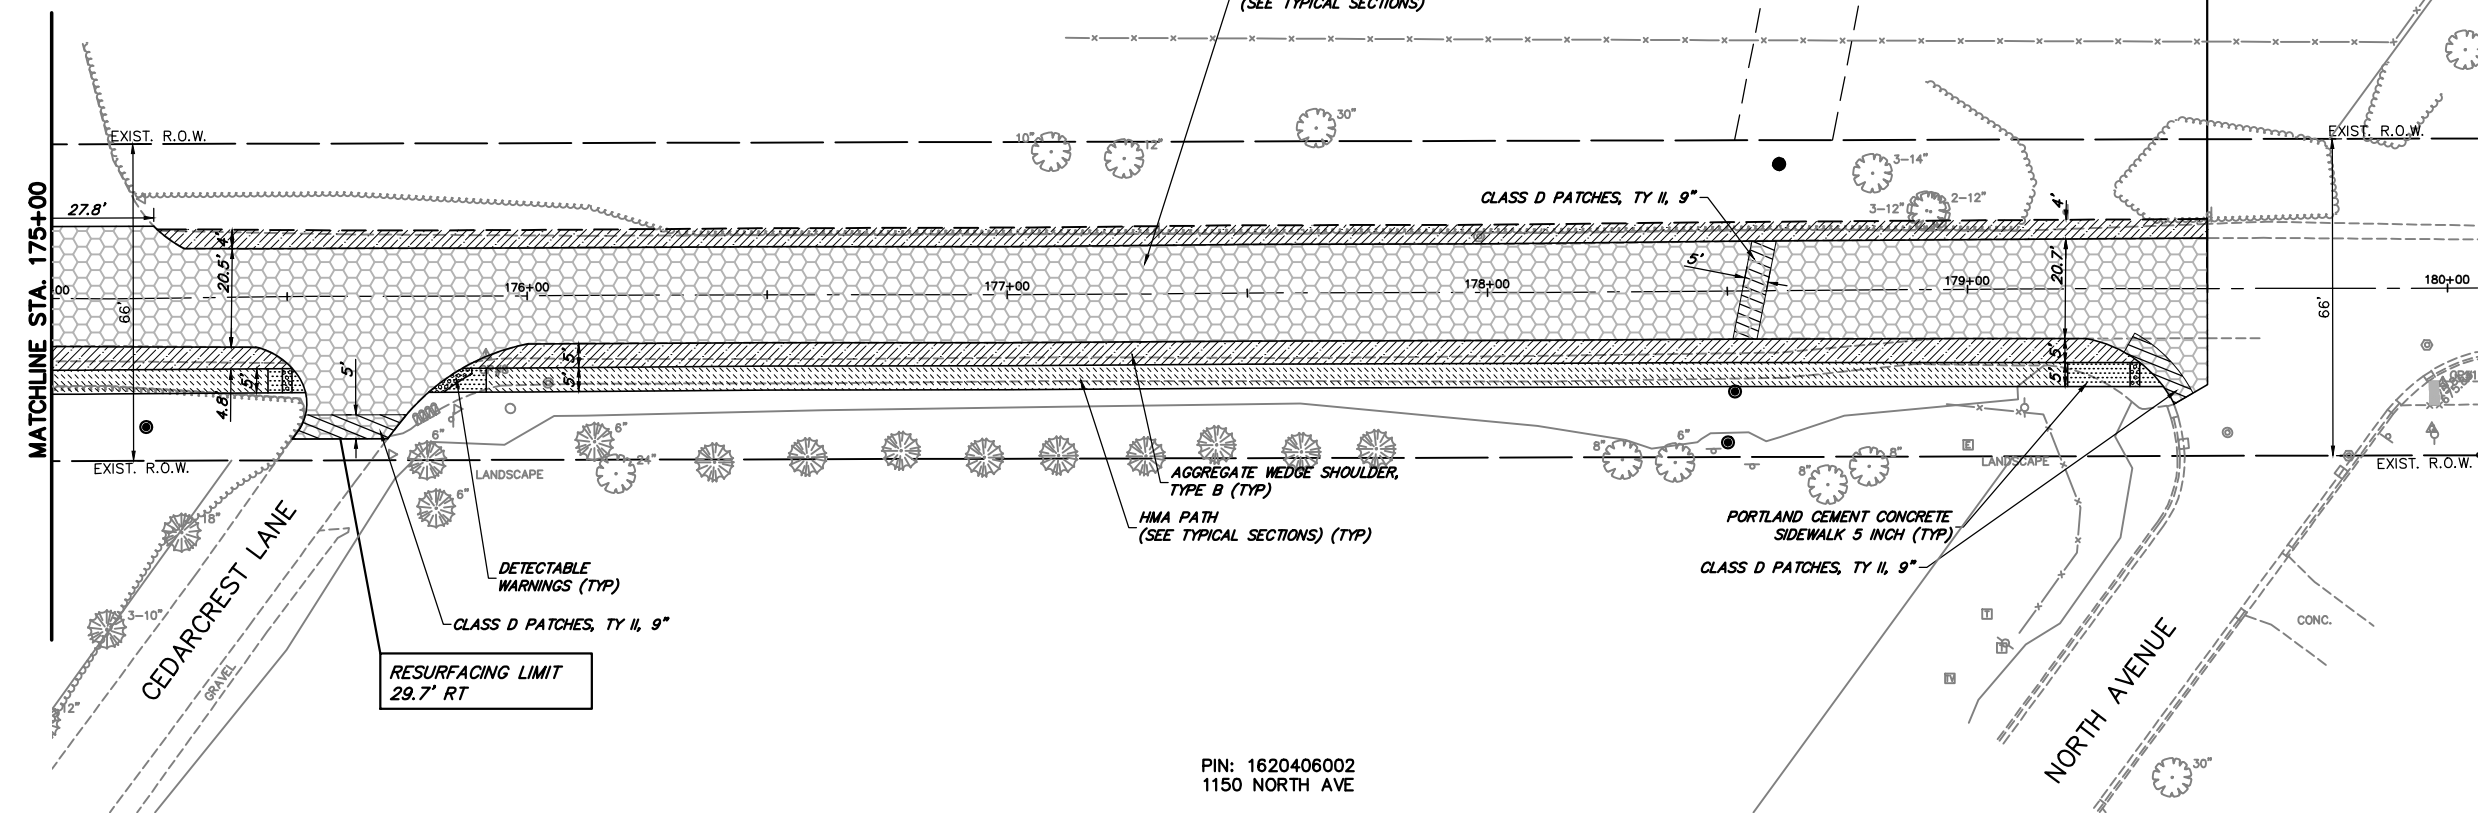 (SEE TYPICAL SECTIONS)
EXIST. R.O.W.
EXIST. R.O.W.
10"
12"
30"
3-14"
3-12"
2-12"
CLASS D PATCHES, TY II, 9"
MATCHLINE STA. 175+00
27.8'
4'
20.5'
66'
00
176+00
177+00
178+00
179+00
180+00
5'
4'
20.7'
66'
5'
4.8'
5'
5'
5'
5'
5'
EXIST. R.O.W.
EXIST. R.O.W.
6"
6"
24"
6"
LANDSCAPE
8"
6"
8"
8"
E
LANDSCAPE
AGGREGATE WEDGE SHOULDER,
TYPE B (TYP)
HMA PATH
(SEE TYPICAL SECTIONS) (TYP)
PORTLAND CEMENT CONCRETE
SIDEWALK 5 INCH (TYP)
CLASS D PATCHES, TY II, 9"
DETECTABLE
WARNINGS (TYP)
CLASS D PATCHES, TY II, 9"
RESURFACING LIMIT
29.7' RT
18"
3-10"
12"
CEDARCREST LANE
GRAVEL
T
T
TV
P
CONC.
NORTH AVENUE
30"
PIN: 1620406002
1150 NORTH AVE